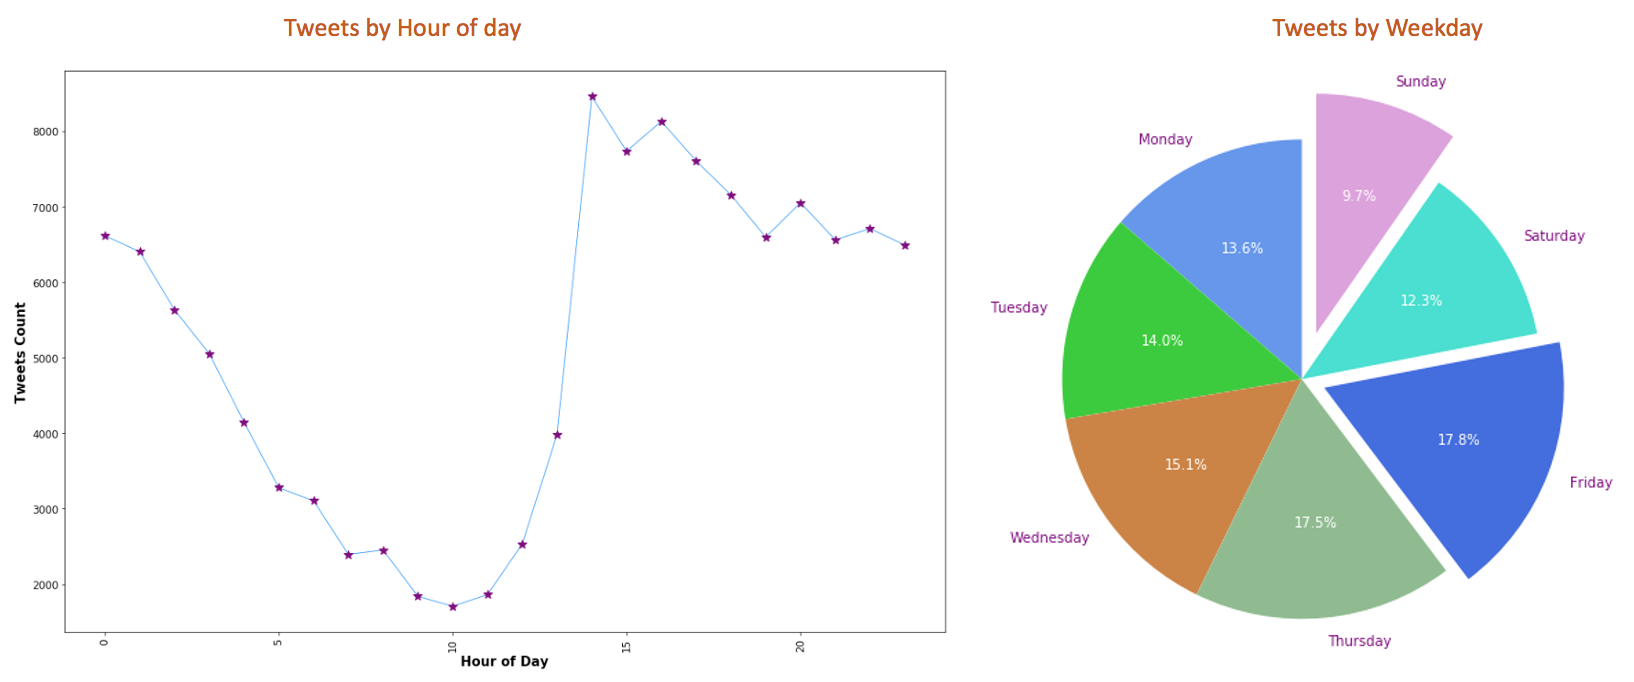 Tweets by Hour of day
8000
7000
6000
5000
4000
3000
2000
Tweets Count
0
5
10
15
20
Hour of Day
Tweets by Weekday
Sunday
Monday
9.7%
Saturday
13.6%
12.3%
Tuesday
14.0%
17.8%
15.1%
Friday
17.5%
Wednesday
Thursday